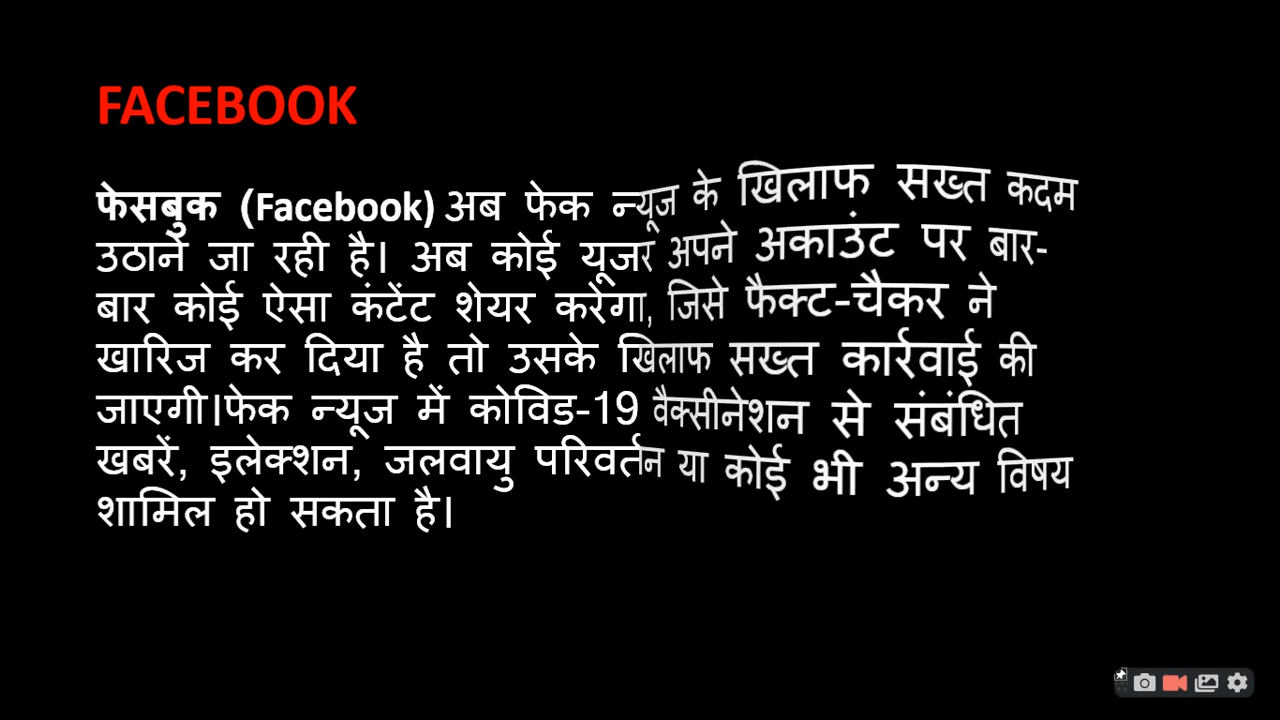 FACEBOOK
फेसबुक (Facebook) अब फेक न्यूज के खिलाफ सख्त कदम
उठाने जा रही है। अब कोई यूजर अपने अकाउंट पर बार-
बार कोई ऐसा कंटेंट शेयर करेगा, जिसे फैक्ट-चैकर ने
खारिज कर दिया है तो उसके खिलाफ सख्त कार्रवाई की
जाएगी।फेक न्यूज में कोविड-19 वैक्सीनेशन से संबंधित
खबरें, इलेक्शन, जलवायु परिवर्तन या कोई भी अन्य विषय
शामिल हो सकता है।